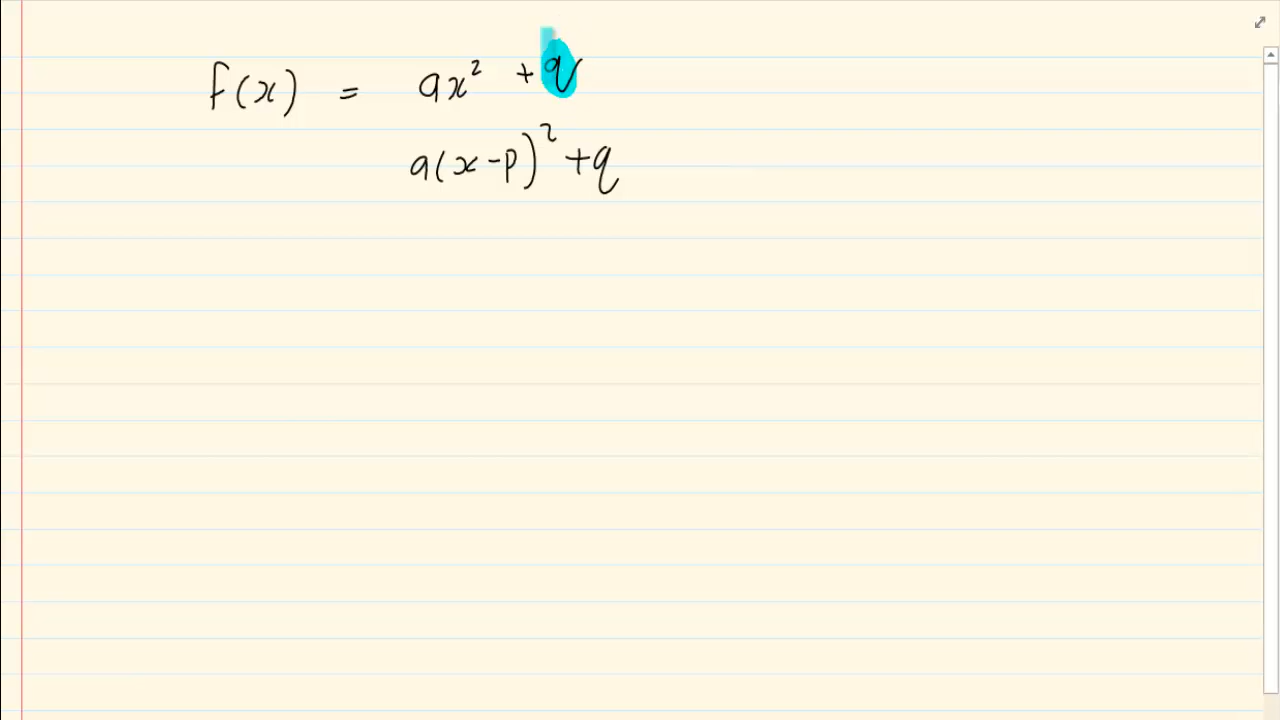 f(x) = ax² + q
a(x-p)² + q